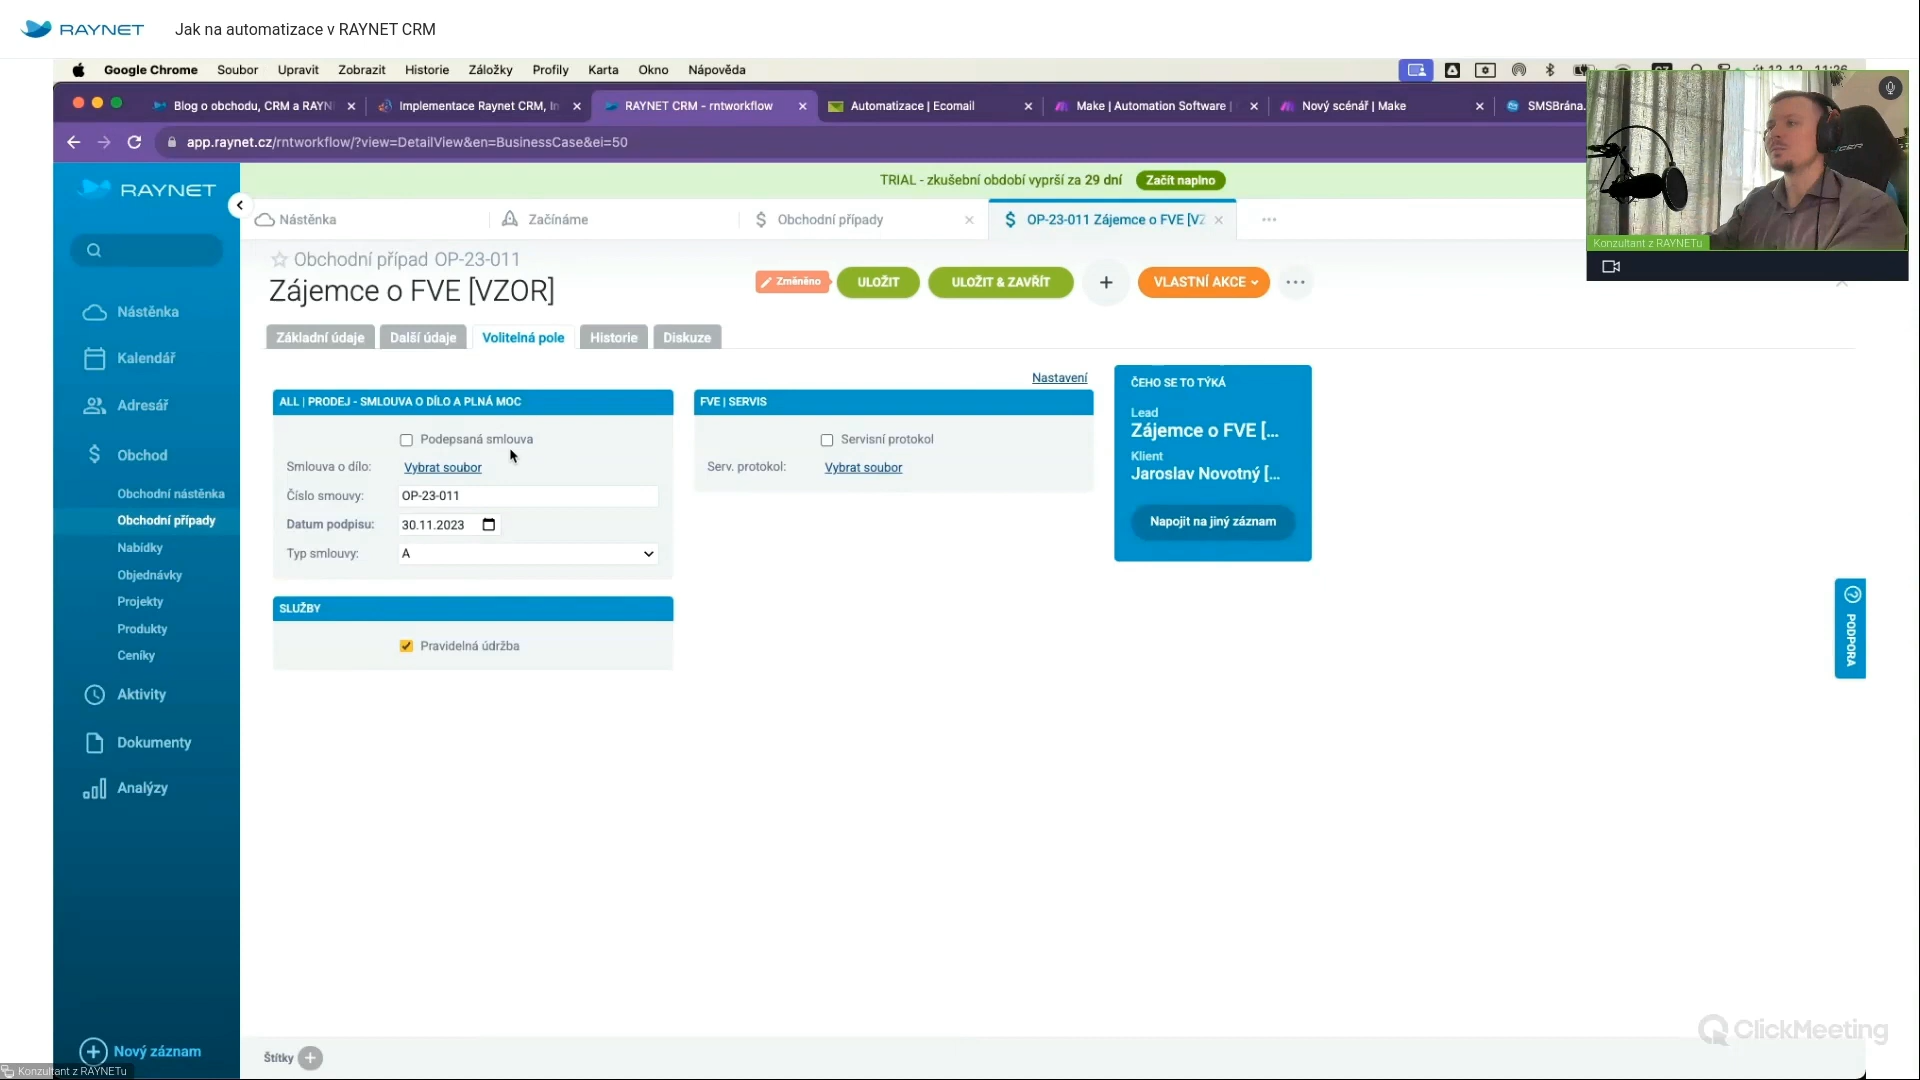 RAYNET
Jak na automatizace v RAYNET CRM
Google Chrome Soubor Upravit Zobrazit Historie Záložky Profily Karta Okno Nápověda
Blog o obchodu, CRM a RAYN
Implementace Raynet CRM, In
RAYNET CRM - rntworkflow
Automatizace | Ecomail
Make | Automation Software |
Nový scénář | Make
SMSBrána.
app.raynet.cz/rntworkflow/?view=DetailView&en=BusinessCase&ei=50
Konzultant z RAYNETu
RAYNET
TRIAL - zkušební období vyprší za 29 dní
Začít naplno
Nástěnka
Začínáme
Obchodní případy
OP-23-011 Zájemce o FVE [VZ
Obchodní případ OP-23-011
Zájemce o FVE [VZOR]
Změněno
ULOŽIT
ULOŽIT & ZAVŘÍT
VLASTNÍ AKCE
Základní údaje
Další údaje
Volitelná pole
Historie
Diskuze
Nástěnka
Kalendář
Adresář
Obchod
Obchodní nástěnka
Obchodní případy
Nabídky
Objednávky
Projekty
Produkty
Ceníky
Aktivity
Dokumenty
Analýzy
Nový záznam
Nastavení
ALL | PRODEJ - SMLOUVA O DÍLO A PLNÁ MOC
Podepsaná smlouva
Smlouva o dílo: Vybrat soubor
Číslo smouvy: OP-23-011
Datum podpisu: 30.11.2023
Typ smlouvy: A
SLUŽBY
Pravidelná údržba
FVE | SERVIS
Servisní protokol
Serv. protokol: Vybrat soubor
ČEHO SE TO TÝKÁ
Lead
Zájemce o FVE [...
Klient
Jaroslav Novotný [...
Napojit na jiný záznam
PODPORA
Štítky
ClickMeeting
Konzultant z RAYNETu